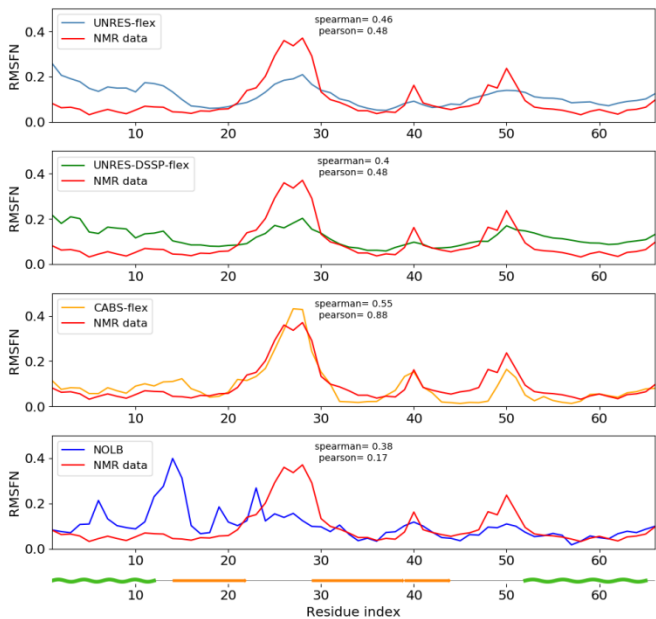 UNRES-flex
NMR data
spearman= 0.46
pearson= 0.48
RMSFN
0.4
0.2
0.0
10 20 30 40 50 60
UNRES-DSSP-flex
NMR data
spearman= 0.4
pearson= 0.48
RMSFN
0.4
0.2
0.0
10 20 30 40 50 60
CABS-flex
NMR data
spearman= 0.55
pearson= 0.88
RMSFN
0.4
0.2
0.0
10 20 30 40 50 60
NOLB
NMR data
spearman= 0.38
pearson= 0.17
RMSFN
0.4
0.2
0.0
10 20 30 40 50 60
Residue index